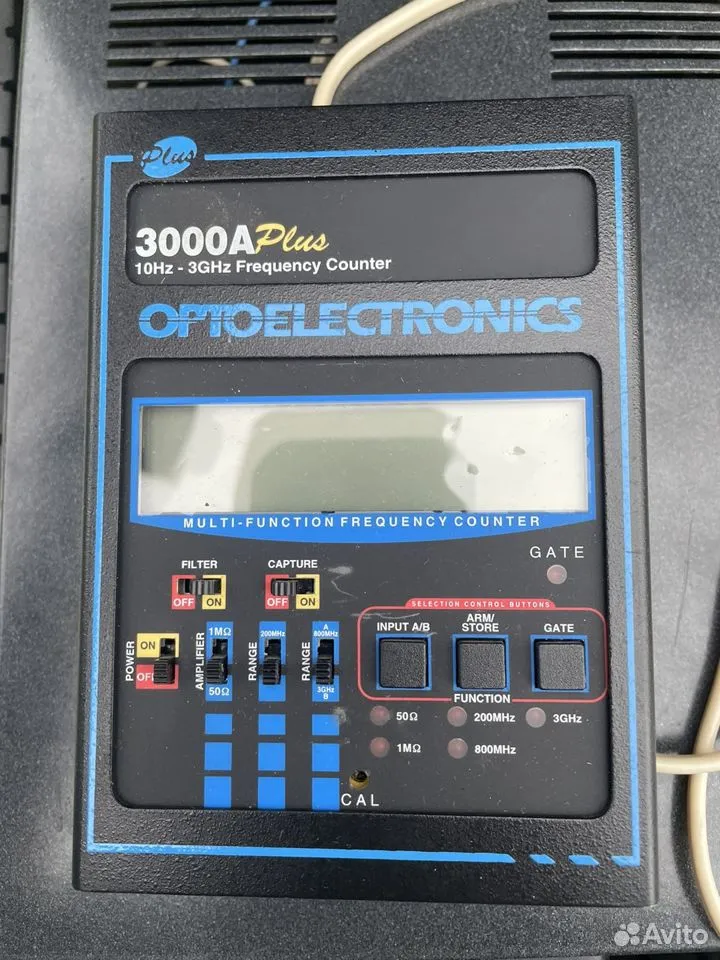 Plus
3000A Plus
10Hz - 3GHz Frequency Counter
OPTOELECTRONICS
MULTI-FUNCTION FREQUENCY COUNTER
GATE
FILTER
OFF ON
CAPTURE
OFF ON
SELECTION CONTROL BUTTONS
INPUT A/B
ARM/
STORE
GATE
FUNCTION
POWER
ON
OFF
AMPLIFIER
1MΩ
50Ω
RANGE
200MHz
RANGE
A
800MHz
3GHz
B
50Ω
200MHz
3GHz
1MΩ
800MHz
CAL
Avito